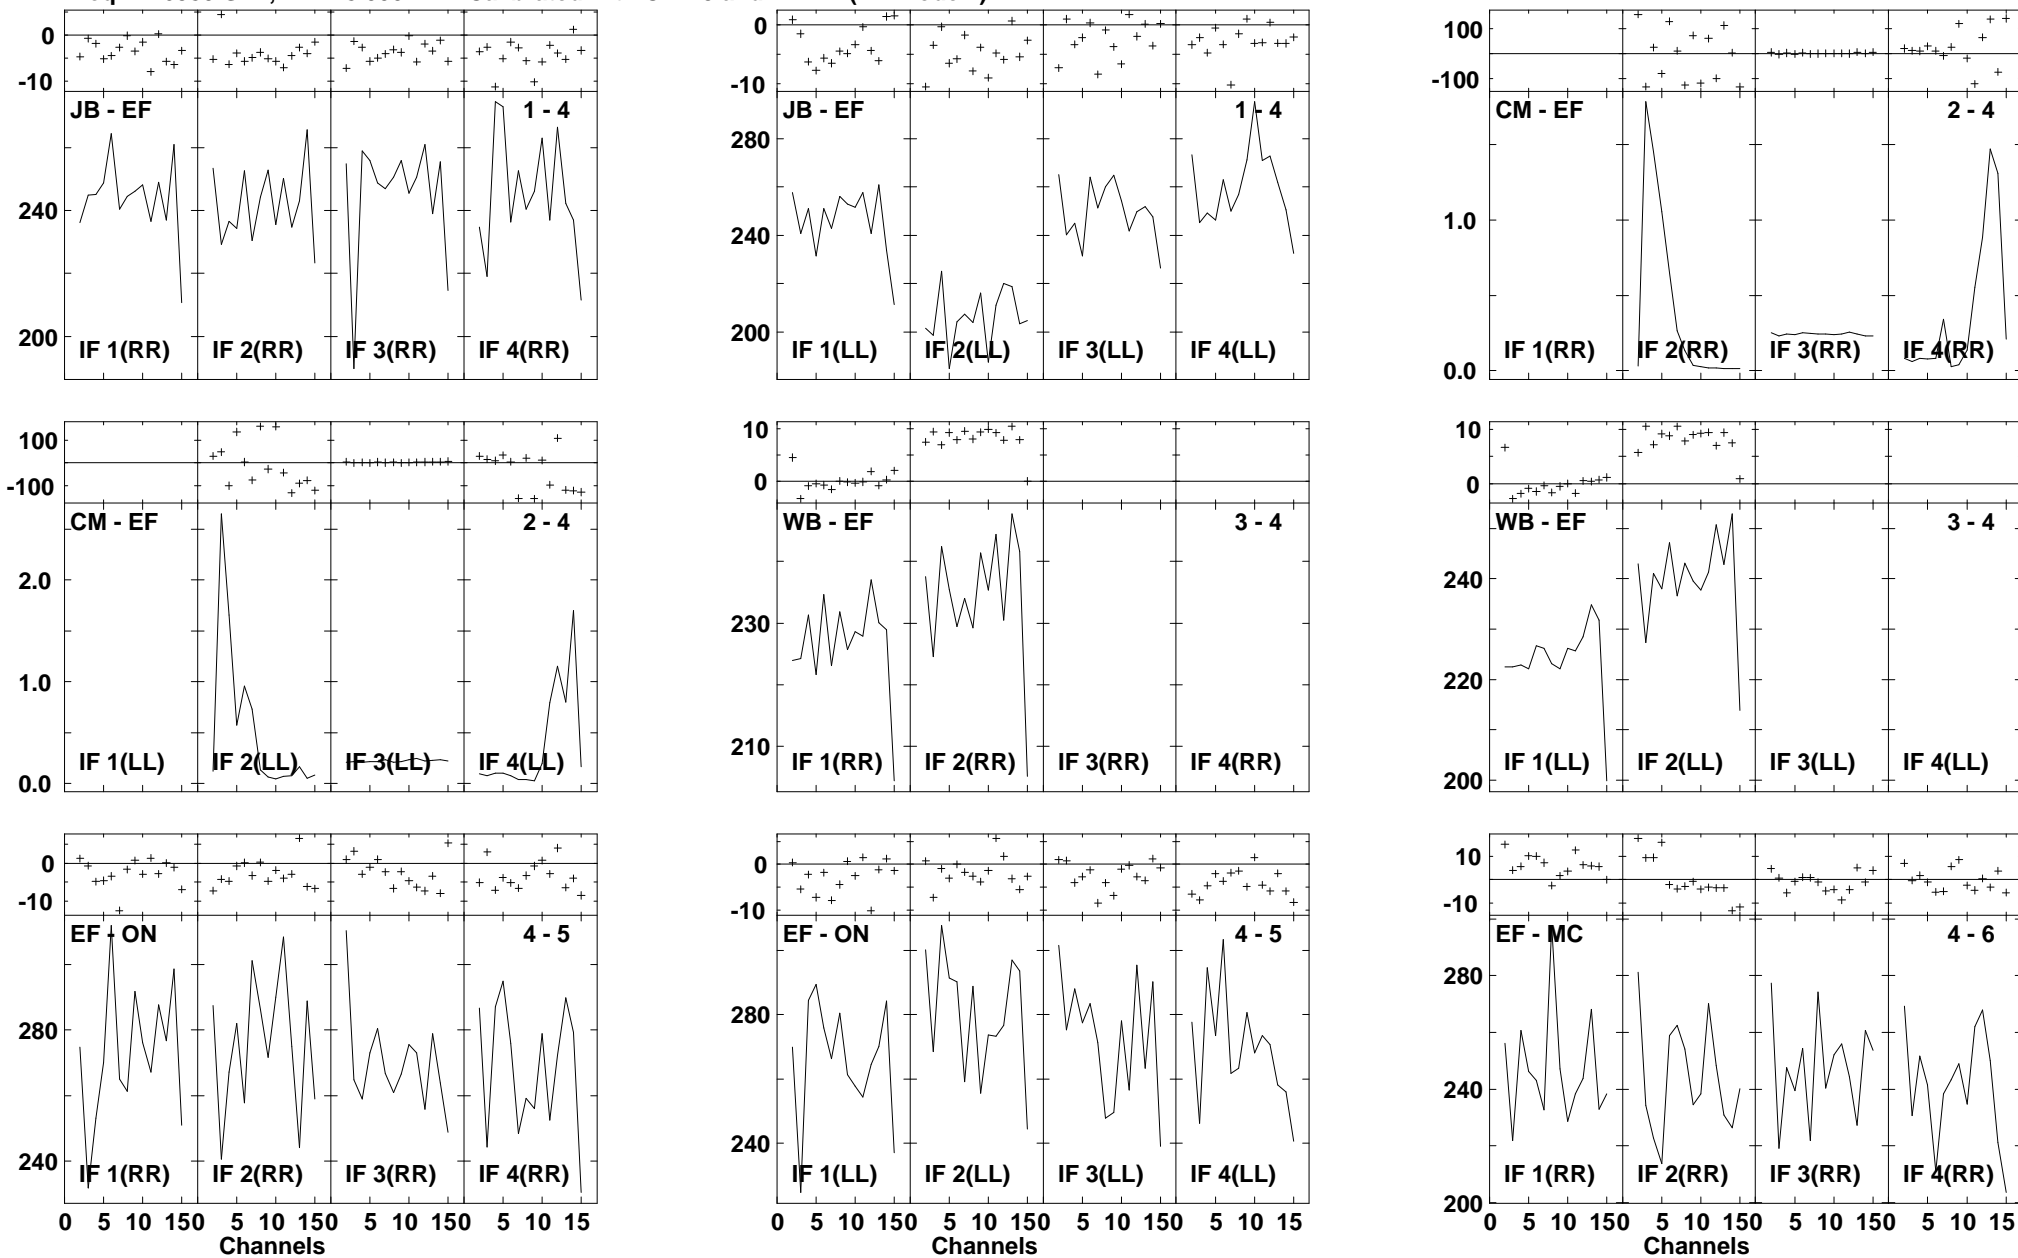 0
-10
JB - EF
1 - 4
240
200
IF 1(RR)
IF 2(RR)
IF 3(RR)
IF 4(RR)
0
-10
JB - EF
1 - 4
280
240
200
IF 1(LL)
IF 2(LL)
IF 3(LL)
IF 4(LL)
100
-100
CM - EF
2 - 4
1.0
0.0
IF 1(RR)
IF 2(RR)
IF 3(RR)
IF 4(RR)
100
-100
CM - EF
2 - 4
2.0
1.0
0.0
IF 1(LL)
IF 2(LL)
IF 3(LL)
IF 4(LL)
10
0
WB - EF
3 - 4
230
210
IF 1(RR)
IF 2(RR)
IF 3(RR)
IF 4(RR)
10
0
WB - EF
3 - 4
240
220
200
IF 1(LL)
IF 2(LL)
IF 3(LL)
IF 4(LL)
0
-10
EF - ON
4 - 5
280
240
IF 1(RR)
IF 2(RR)
IF 3(RR)
IF 4(RR)
0 5 10 150 5 10 150 5 10 150 5 10 15
Channels
0
-10
EF - ON
4 - 5
280
240
IF 1(LL)
IF 2(LL)
IF 3(LL)
IF 4(LL)
0 5 10 150 5 10 150 5 10 150 5 10 15
Channels
10
0
-10
EF - MC
4 - 6
280
240
200
IF 1(RR)
IF 2(RR)
IF 3(RR)
IF 4(RR)
0 5 10 150 5 10 150 5 10 150 5 10 15
Channels